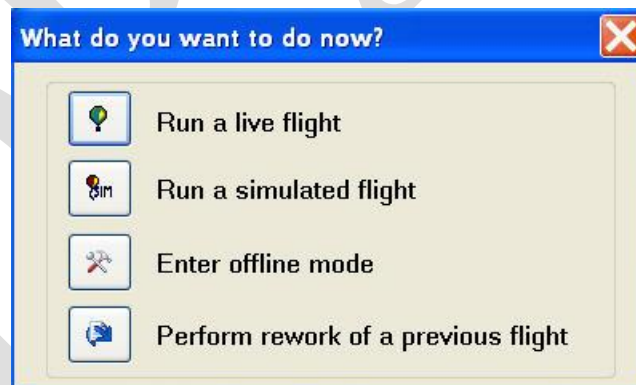 What do you want to do now?
Run a live flight
SIM
Run a simulated flight
Enter offline mode
Perform rework of a previous flight